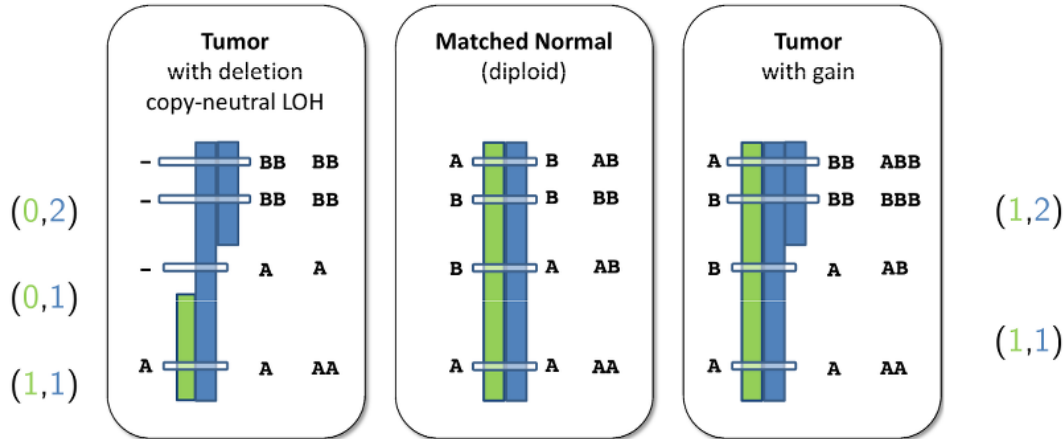 Tumor
with deletion
copy-neutral LOH
- BB BB
- BB BB
- A A
A A AA
(0,2)
(0,1)
(1,1)
Matched Normal
(diploid)
A B AB
B B BB
B A AB
A A AA
Tumor
with gain
A BB ABB
B BB BBB
B A AB
A A AA
(1,2)
(1,1)